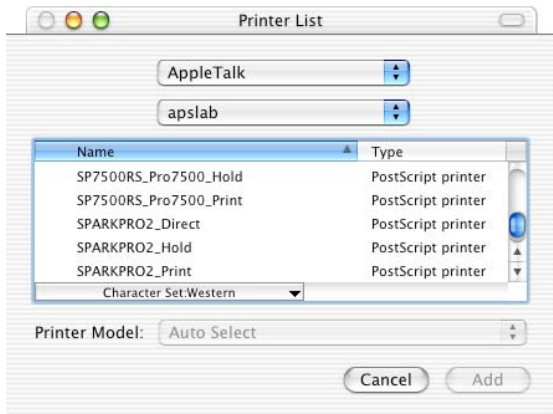 Printer List
AppleTalk
apslab
Name Type
SP7500RS_Pro7500_Hold PostScript printer
SP7500RS_Pro7500_Print PostScript printer
SPARKPRO2_Direct PostScript printer
SPARKPRO2_Hold PostScript printer
SPARKPRO2_Print PostScript printer
Character Set:Western
Printer Model: Auto Select
Cancel Add